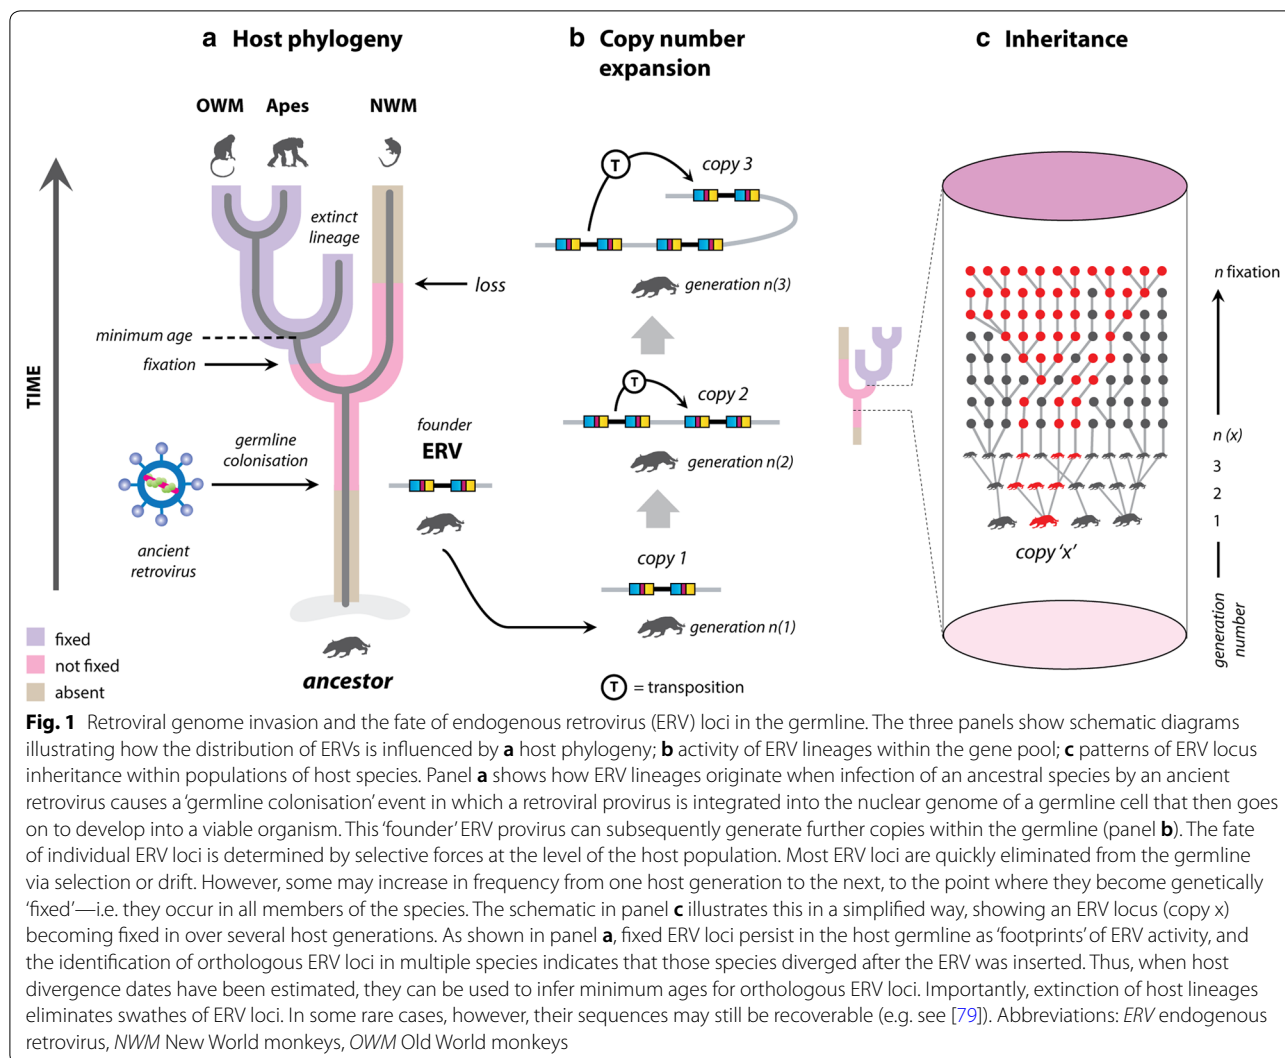 a Host phylogeny
OWM Apes NWM
extinct
lineage
loss
minimum age
fixation
TIME
germline
colonisation
founder
ERV
ancient
retrovirus
fixed
not fixed
absent
ancestor
b Copy number
expansion
T
copy 3
generation n(3)
T
copy 2
generation n(2)
copy 1
generation n(1)
T = transposition
c Inheritance
n fixation
n (x)
3
2
1
copy 'x'
generation
number
Fig. 1 Retroviral genome invasion and the fate of endogenous retrovirus (ERV) loci in the germline. The three panels show schematic diagrams
illustrating how the distribution of ERVs is influenced by a host phylogeny; b activity of ERV lineages within the gene pool; c patterns of ERV locus
inheritance within populations of host species. Panel a shows how ERV lineages originate when infection of an ancestral species by an ancient
retrovirus causes a 'germline colonisation' event in which a retroviral provirus is integrated into the nuclear genome of a germline cell that then goes
on to develop into a viable organism. This 'founder' ERV provirus can subsequently generate further copies within the germline (panel b). The fate
of individual ERV loci is determined by selective forces at the level of the host population. Most ERV loci are quickly eliminated from the germline
via selection or drift. However, some may increase in frequency from one host generation to the next, to the point where they become genetically
'fixed'—i.e. they occur in all members of the species. The schematic in panel c illustrates this in a simplified way, showing an ERV locus (copy x)
becoming fixed in over several host generations. As shown in panel a, fixed ERV loci persist in the host germline as 'footprints' of ERV activity, and
the identification of orthologous ERV loci in multiple species indicates that those species diverged after the ERV was inserted. Thus, when host
divergence dates have been estimated, they can be used to infer minimum ages for orthologous ERV loci. Importantly, extinction of host lineages
eliminates swathes of ERV loci. In some rare cases, however, their sequences may still be recoverable (e.g. see [79]). Abbreviations: ERV endogenous
retrovirus, NWM New World monkeys, OWM Old World monkeys